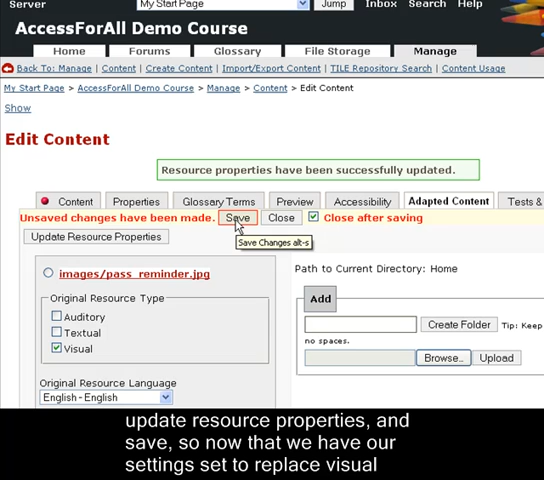 Server
My Start Page
Jump
Inbox
Search
Help
AccessForAll Demo Course
Home
Forums
Glossary
File Storage
Manage
Back To: Manage | Content | Create Content | Import/Export Content | TILE Repository Search | Content Usage
My Start Page > AccessForAll Demo Course > Manage > Content > Edit Content
Show
Edit Content
Resource properties have been successfully updated.
Content
Properties
Glossary Terms
Preview
Accessibility
Adapted Content
Tests &
Unsaved changes have been made.
Save
Close
Close after saving
Update Resource Properties
Save Changes alt-s
images/pass_reminder.jpg
Original Resource Type
Auditory
Textual
Visual
Original Resource Language
English - English
Path to Current Directory: Home
Add
Create Folder
Tip: Keep
no spaces.
Browse...
Upload
update resource properties, and
save, so now that we have our
settings set to replace visual